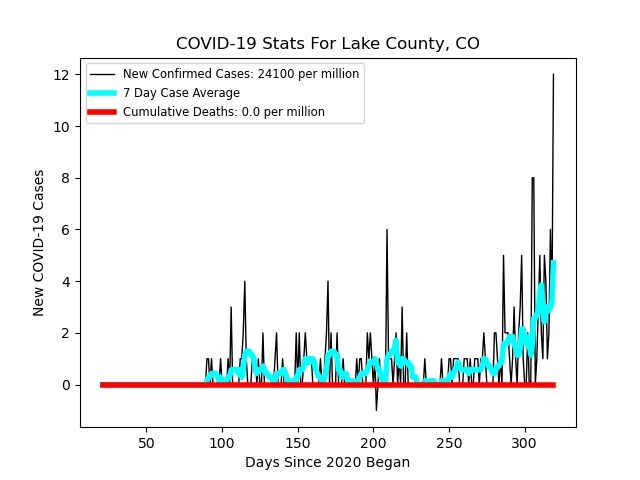 COVID-19 Stats For Lake County, CO
New Confirmed Cases: 24100 per million
7 Day Case Average
Cumulative Deaths: 0.0 per million
New COVID-19 Cases
12
10
8
6
4
2
0
50 100 150 200 250 300
Days Since 2020 Began